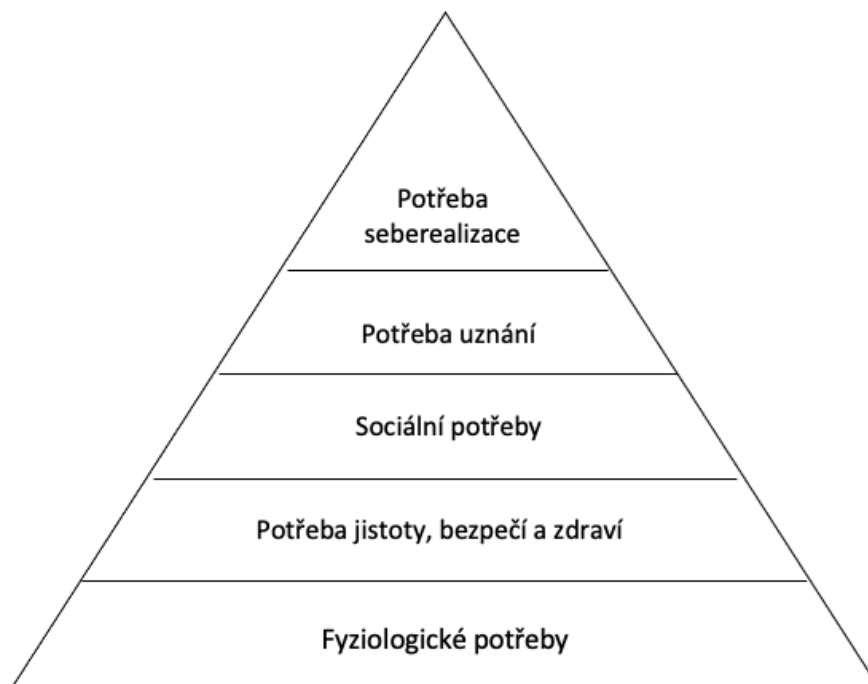 Potřeba
seberealizace
Potřeba uznání
Sociální potřeby
Potřeba jistoty, bezpečí a zdraví
Fyziologické potřeby